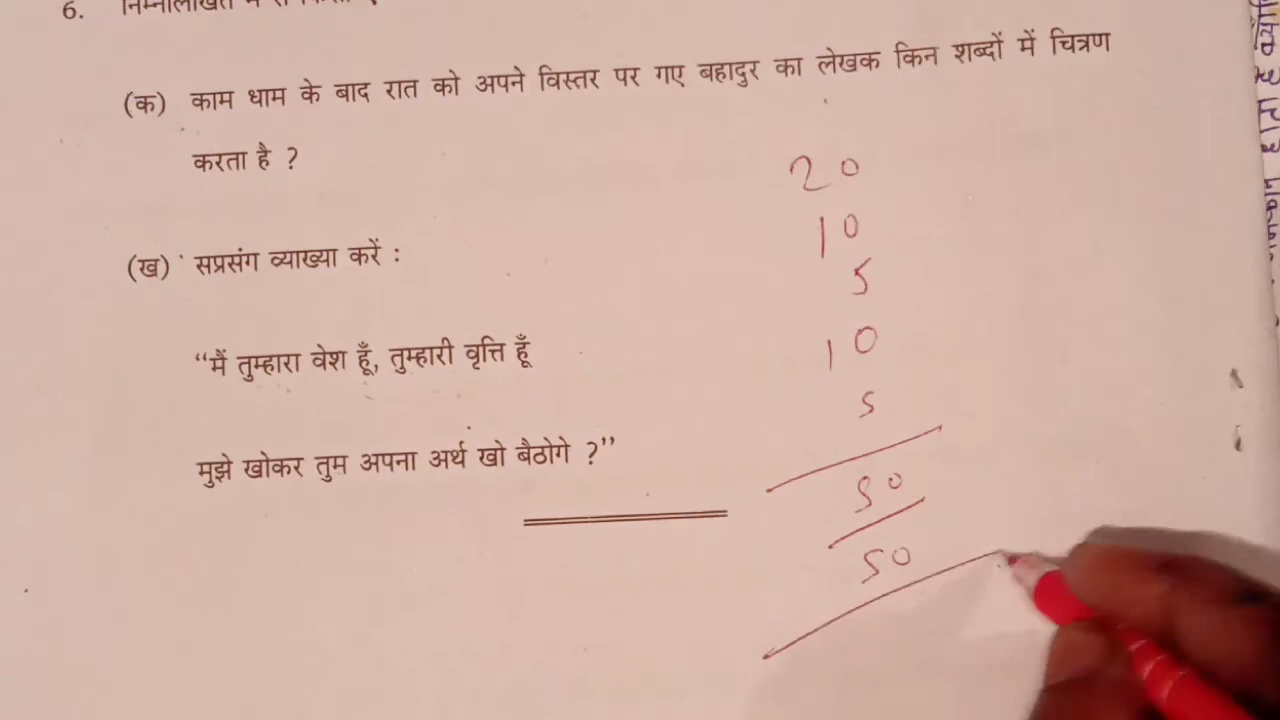 6.
(क) काम धाम के बाद रात को अपने विस्तर पर गए बहादुर का लेखक किन शब्दों में चित्रण
करता है ?
(ख) सप्रसंग व्याख्या करें :
“मैं तुम्हारा वेश हूँ, तुम्हारी वृत्ति हूँ
मुझे खोकर तुम अपना अर्थ खो बैठोगे ?”
20
10
5
10
5
50
50